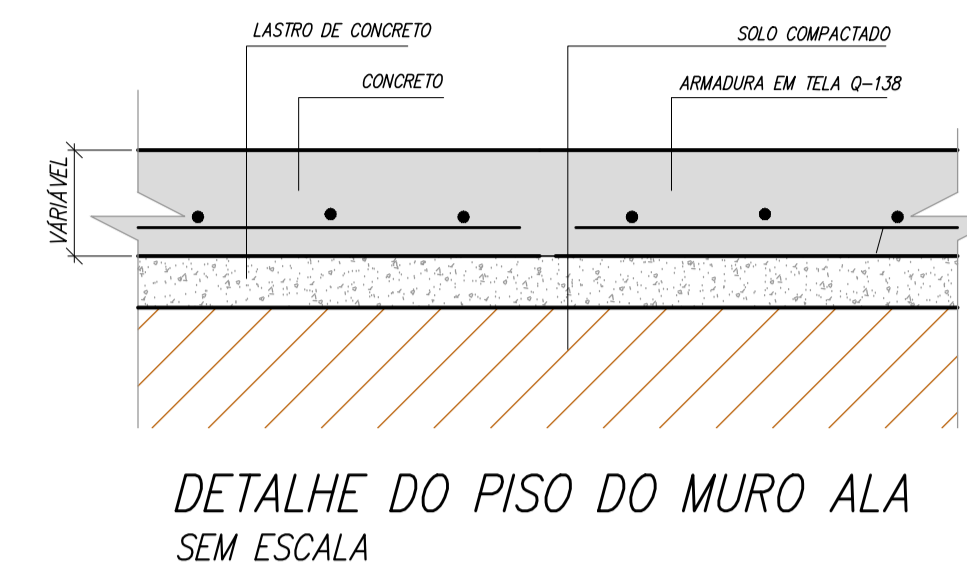 LASTRO DE CONCRETO
SOLO COMPACTADO
CONCRETO
ARMADURA EM TELA Q-138
VARIÁVEL
DETALHE DO PISO DO MURO ALA
SEM ESCALA